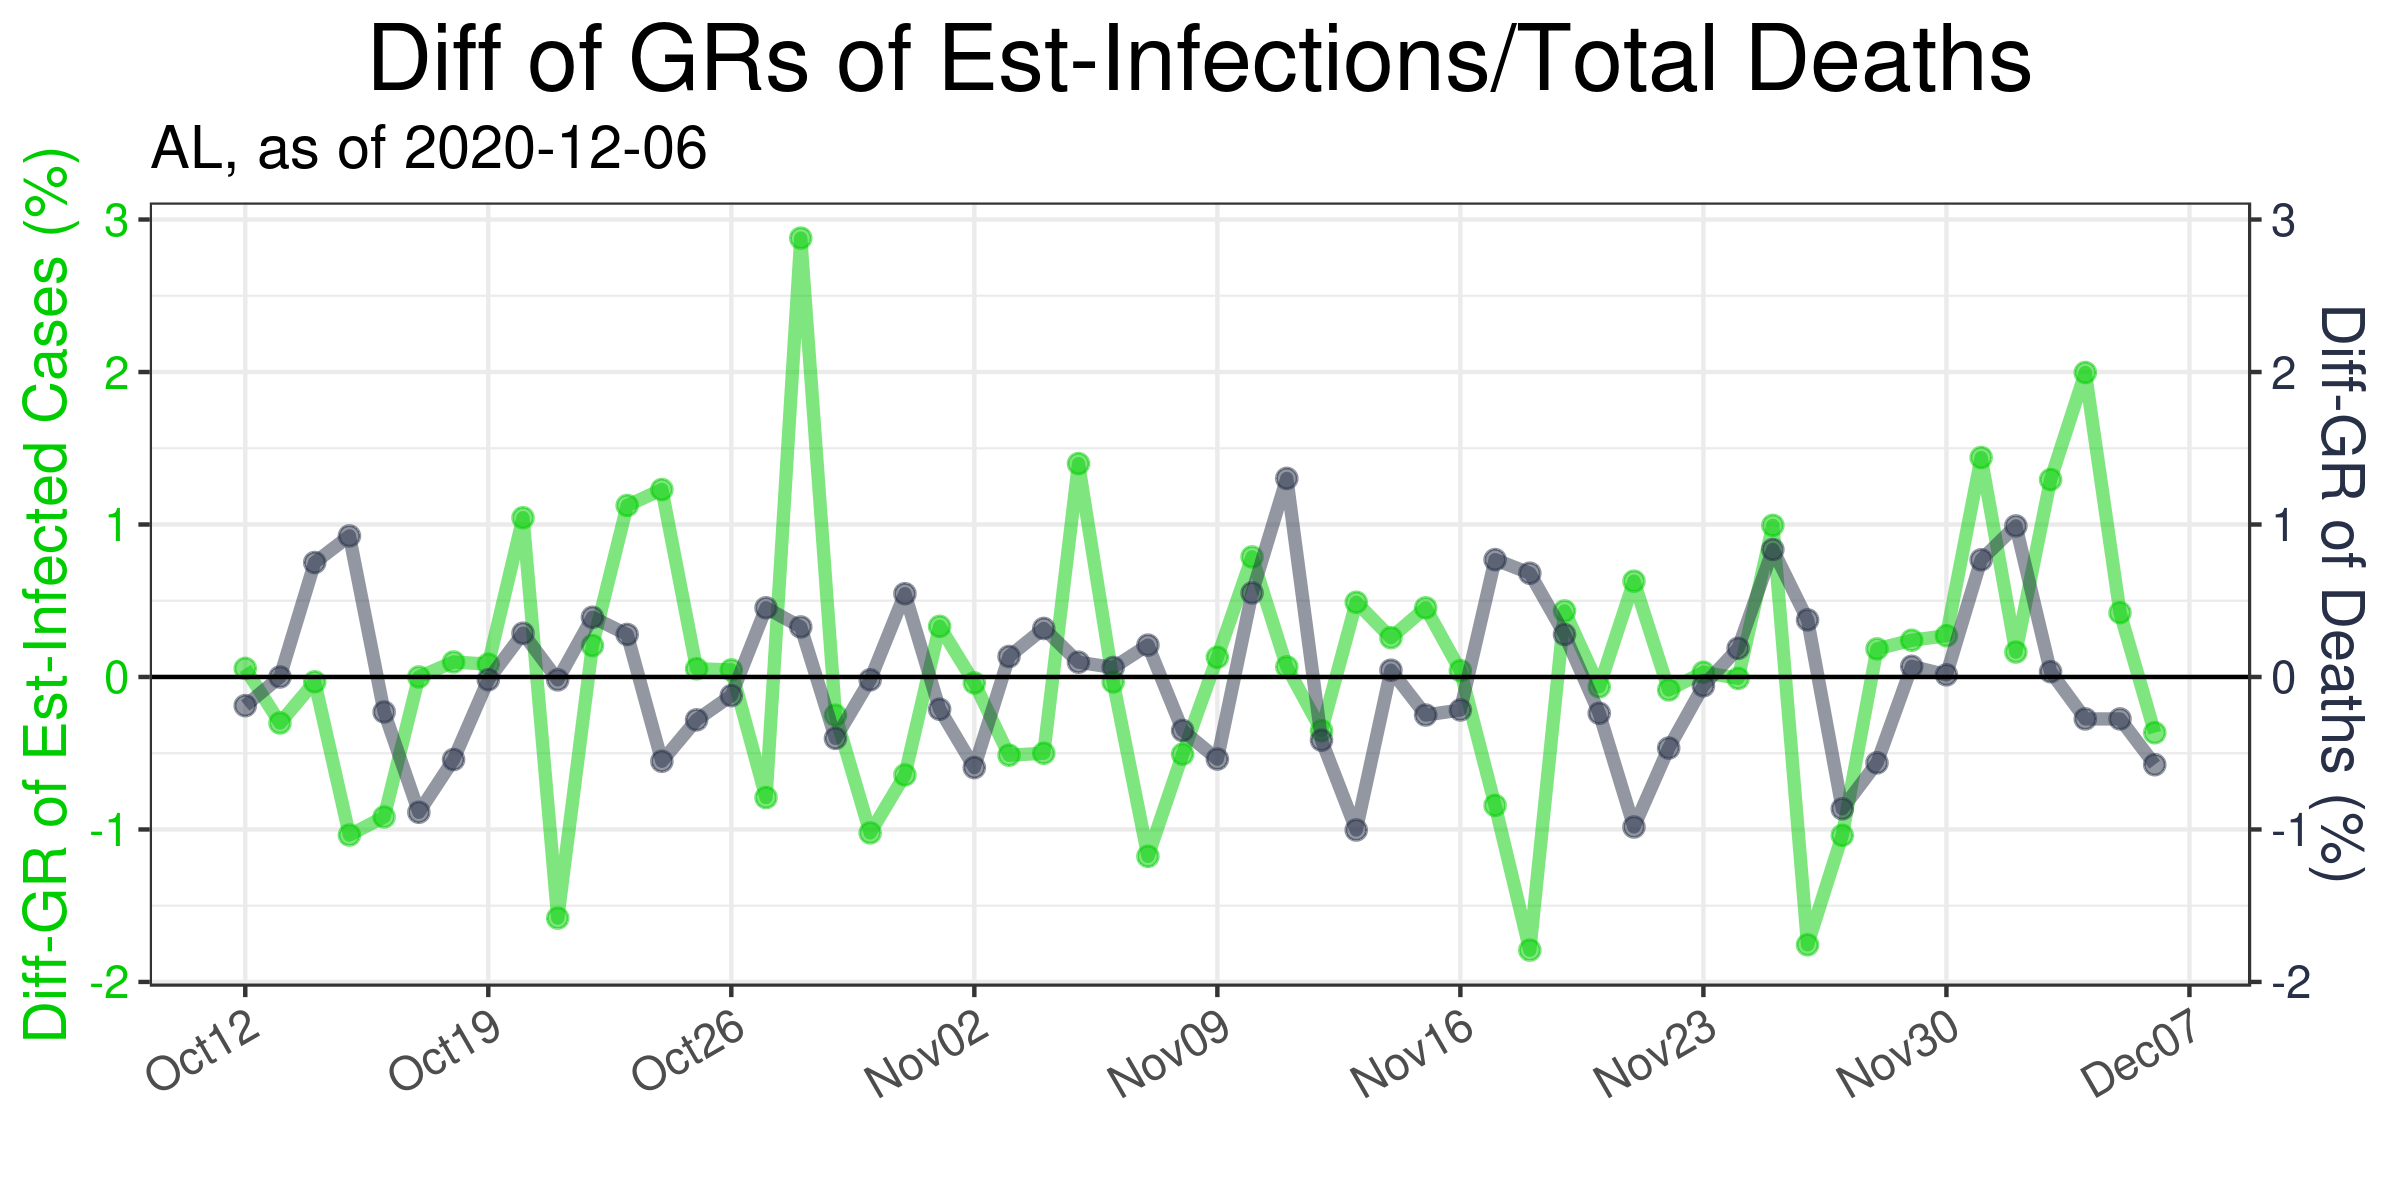 Diff of GRs of Est-Infections/Total Deaths
AL, as of 2020-12-06
Diff-GR of Est-Infected Cases (%)
3
2
1
0
-1
-2
3
2
1
0
-1
-2
Diff-GR of Deaths (%)
Oct12
Oct19
Oct26
Nov02
Nov09
Nov16
Nov23
Nov30
Dec07